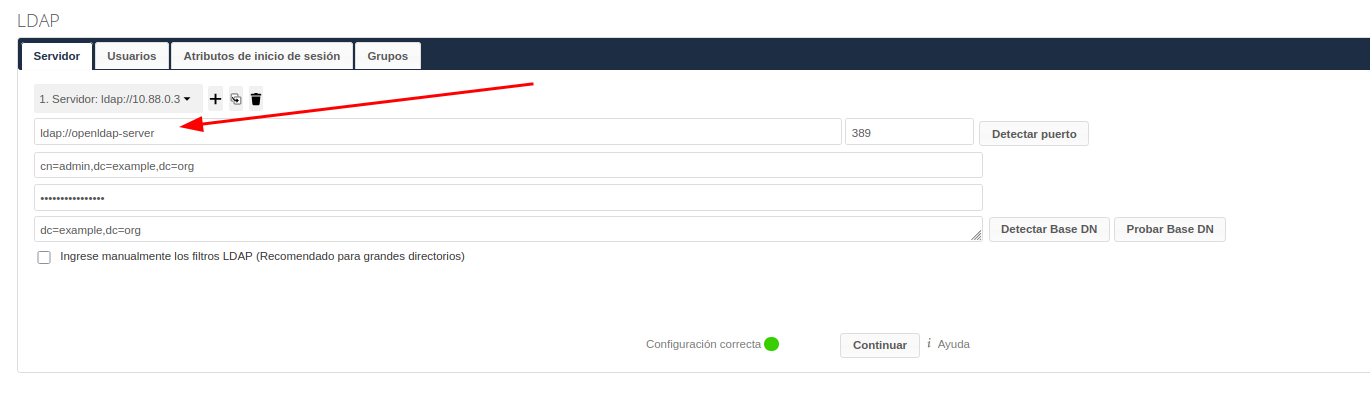 LDAP
Servidor Usuarios Atributos de inicio de sesión Grupos
1. Servidor: ldap://10.88.0.3
ldap://openldap-server 389 Detectar puerto
cn=admin,dc=example,dc=org
••••••••••••••••
dc=example,dc=org Detectar Base DN Probar Base DN
Ingrese manualmente los filtros LDAP (Recomendado para grandes directorios)
Configuración correcta Continuar i Ayuda